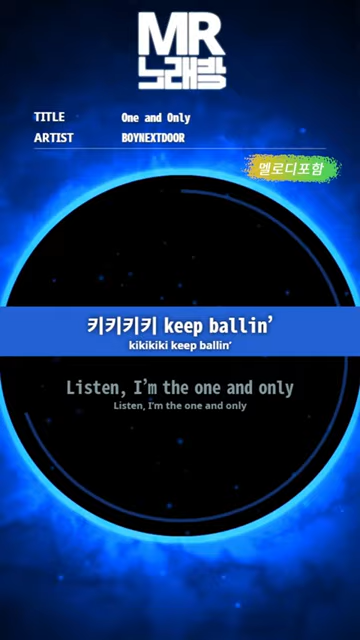 MR
노래방
TITLE One and Only
ARTIST BOYNEXTDOOR
멜로디포함
키키키키 keep ballin’
kikikiki keep ballin’
Listen, I’m the one and only
Listen, I’m the one and only